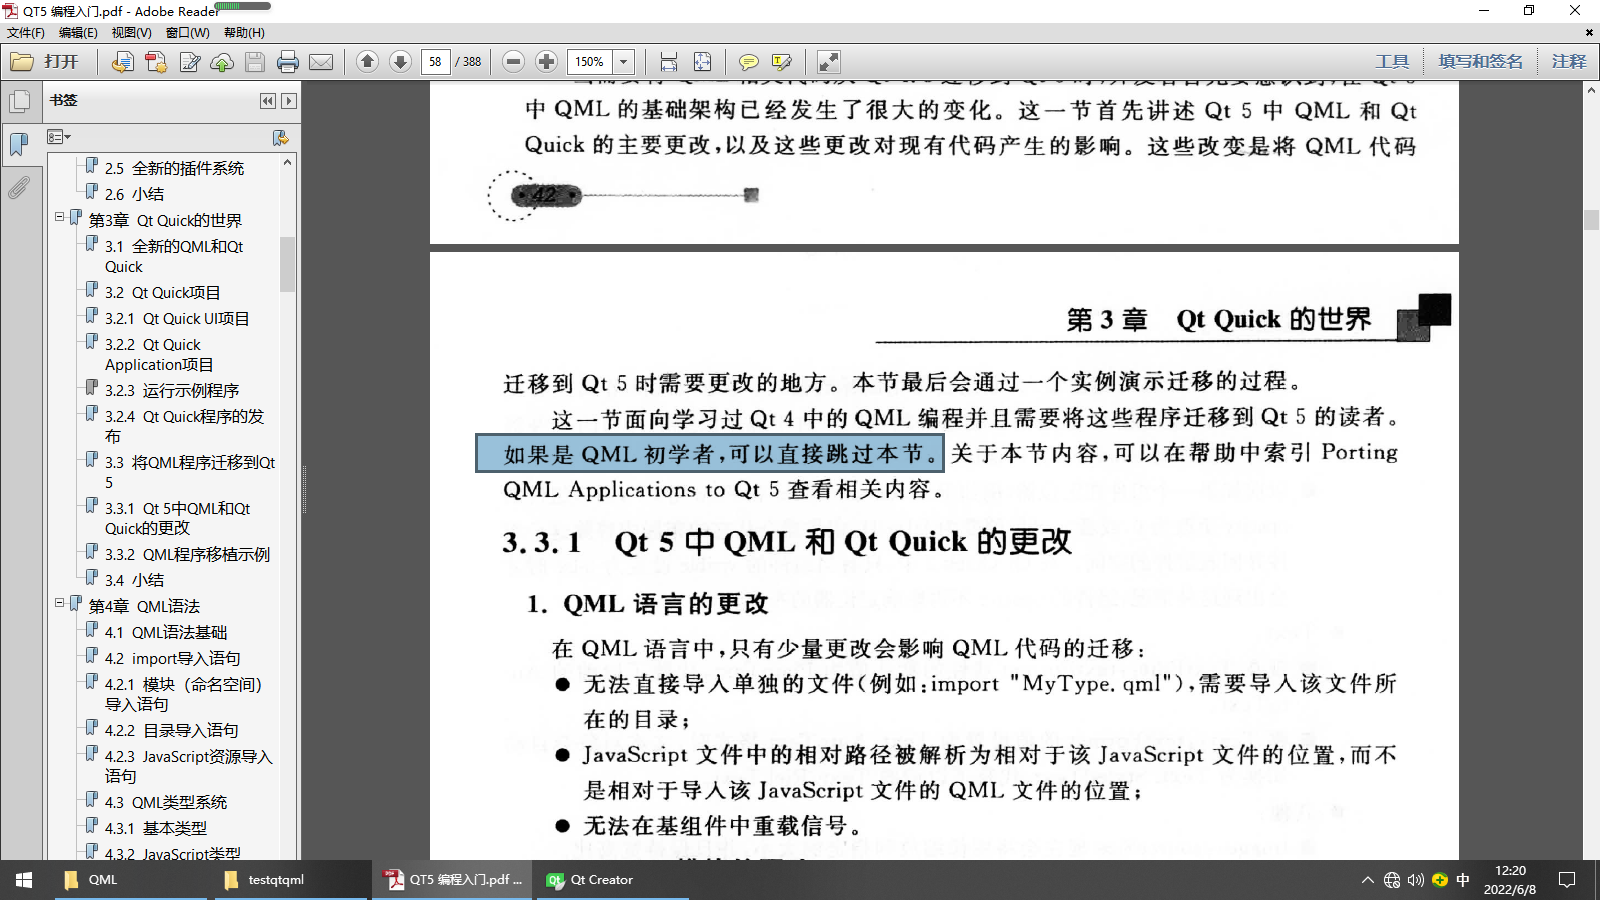 QT5 编程入门.pdf - Adobe Reader
文件(F) 编辑(E) 视图(V) 窗口(W) 帮助(H)
打开 58 / 388 150% 工具 填写和签名 注释
书签
2.5 全新的插件系统
2.6 小结
第3章 Qt Quick的世界
3.1 全新的QML和Qt
Quick
3.2 Qt Quick项目
3.2.1 Qt Quick UI项目
3.2.2 Qt Quick
Application项目
3.2.3 运行示例程序
3.2.4 Qt Quick程序的发
布
3.3 将QML程序迁移到Qt
5
3.3.1 Qt 5中QML和Qt
Quick的更改
3.3.2 QML程序移植示例
3.4 小结
第4章 QML语法
4.1 QML语法基础
4.2 import导入语句
4.2.1 模块（命名空间）
导入语句
4.2.2 目录导入语句
4.2.3 JavaScript资源导入
语句
4.3 QML类型系统
4.3.1 基本类型
4.3.2 JavaScript类型
中 QML 的基础架构已经发生了很大的变化。这一节首先讲述 Qt 5 中 QML 和 Qt
Quick 的主要更改，以及这些更改对现有代码产生的影响。这些改变是将 QML 代码
42
第 3 章 Qt Quick 的世界
迁移到 Qt 5 时需要更改的地方。本节最后会通过一个实例演示迁移的过程。
这一节面向学习过 Qt 4 中的 QML 编程并且需要将这些程序迁移到 Qt 5 的读者。
如果是 QML 初学者，可以直接跳过本节。关于本节内容，可以在帮助中索引 Porting
QML Applications to Qt 5 查看相关内容。
3.3.1 Qt 5 中 QML 和 Qt Quick 的更改
1. QML 语言的更改
在 QML 语言中，只有少量更改会影响 QML 代码的迁移：
● 无法直接导入单独的文件（例如：import "MyType.qml"），需要导入该文件所
在的目录；
● JavaScript 文件中的相对路径被解析为相对于该 JavaScript 文件的位置，而不
是相对于导入该 JavaScript 文件的 QML 文件的位置；
● 无法在基组件中重载信号。
QML testqtqml QT5 编程入门.pdf ... Qt Creator 中 12:20
2022/6/8